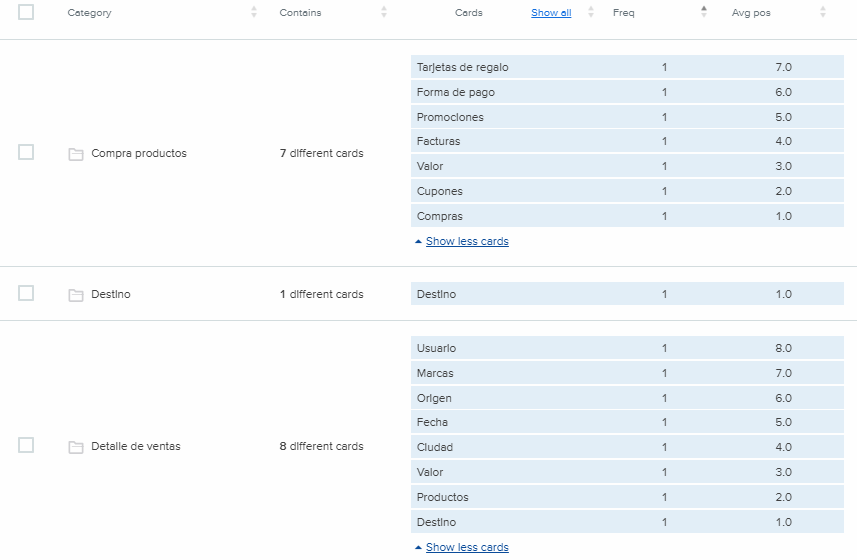 Category Contains Cards Show all Freq Avg pos
Tarjetas de regalo 1 7.0
Forma de pago 1 6.0
Promociones 1 5.0
Facturas 1 4.0
Compra productos 7 different cards Valor 1 3.0
Cupones 1 2.0
Compras 1 1.0
Show less cards
Destino 1 different cards Destino 1 1.0
Usuario 1 8.0
Marcas 1 7.0
Origen 1 6.0
Fecha 1 5.0
Detalle de ventas 8 different cards Ciudad 1 4.0
Valor 1 3.0
Productos 1 2.0
Destino 1 1.0
Show less cards